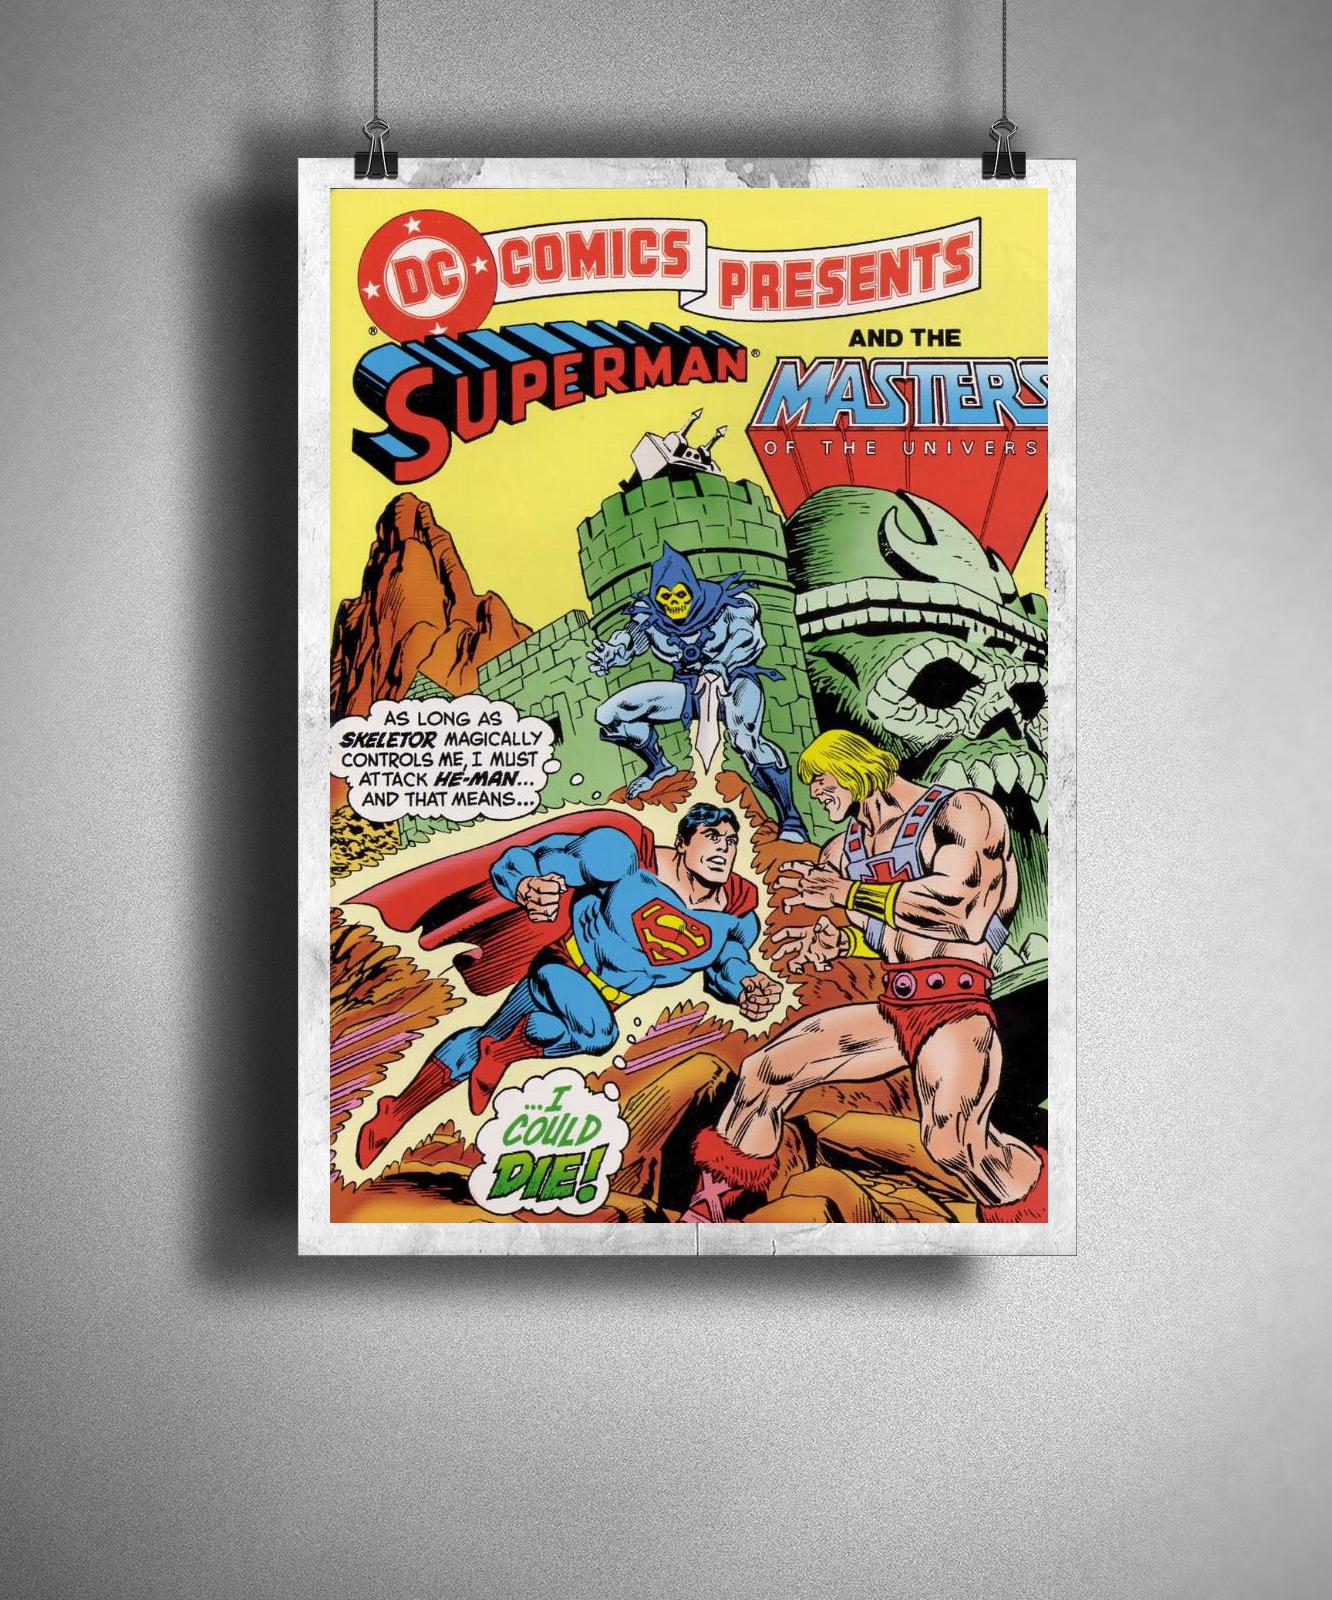 DC COMICS PRESENTS
SUPERMAN®
®
AND THE
MASTERS
OF THE UNIVERS
AS LONG AS
SKELETOR MAGICALLY
CONTROLS ME, I MUST
ATTACK HE-MAN...
AND THAT MEANS...
S
...I
COULD
DIE!